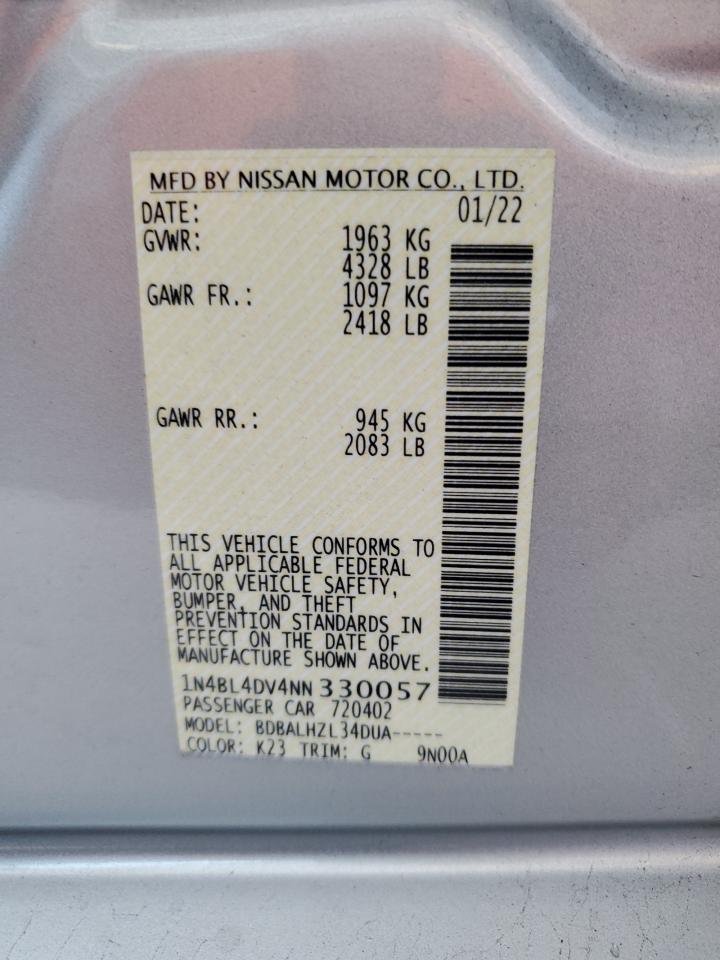 MFD BY NISSAN MOTOR CO., LTD.
DATE: 01/22
GVWR: 1963 KG
4328 LB
GAWR FR.: 1097 KG
2418 LB
GAWR RR.: 945 KG
2083 LB
THIS VEHICLE CONFORMS TO
ALL APPLICABLE FEDERAL
MOTOR VEHICLE SAFETY,
BUMPER, AND THEFT
PREVENTION STANDARDS IN
EFFECT ON THE DATE OF
MANUFACTURE SHOWN ABOVE.
1N4BL4DV4NN 330057
PASSENGER CAR 720402
MODEL: BDBALHZL34DUA-----
COLOR: K23 TRIM: G 9N00A